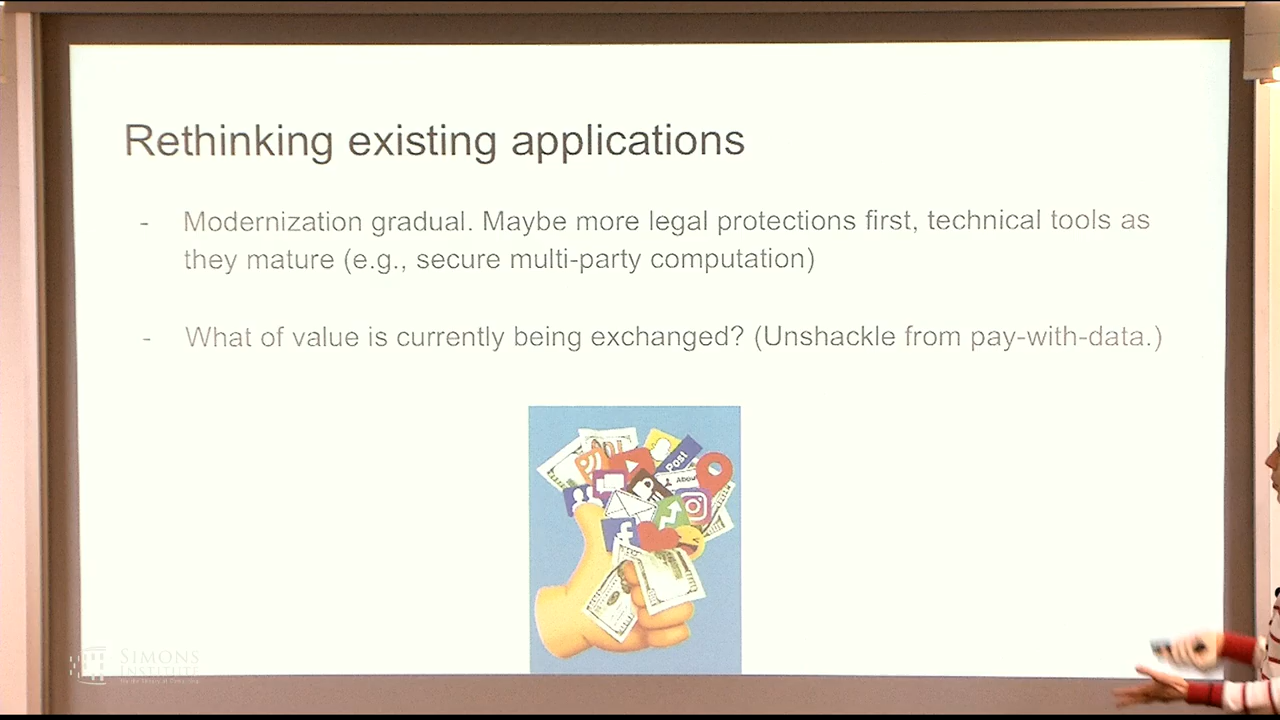 Rethinking existing applications
- Modernization gradual. Maybe more legal protections first, technical tools as
they mature (e.g., secure multi-party computation)
- What of value is currently being exchanged? (Unshackle from pay-with-data.)
Post
About
SIMONS
INSTITUTE